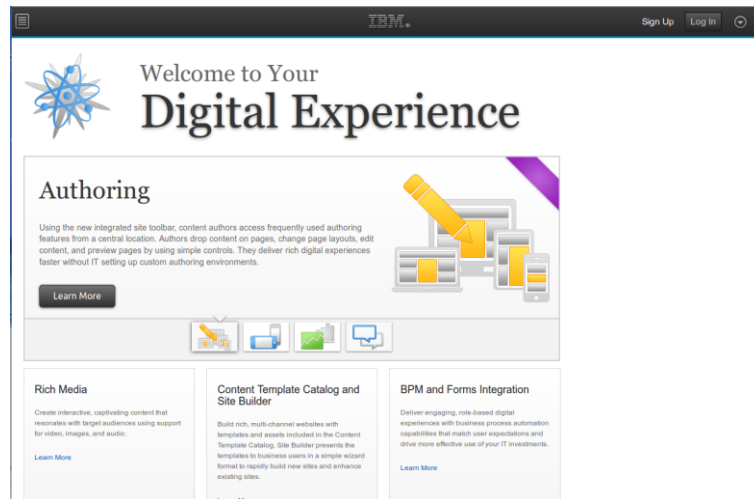 IBM.
Sign Up
Log In
Welcome to Your
Digital Experience
Authoring
Using the new integrated site toolbar, content authors access frequently used authoring
features from a central location. Authors drop content on pages, change page layouts, edit
content, and preview pages by using simple controls. They deliver rich digital experiences
faster without IT setting up custom authoring environments.
Learn More
Rich Media
Create interactive, captivating content that
resonates with target audiences using support
for video, images, and audio.
Learn More
Content Template Catalog and
Site Builder
Build rich, multi-channel websites with
templates and assets included in the Content
Template Catalog. Site Builder presents the
templates to business users in a simple wizard
format to rapidly build new sites and enhance
existing sites.
BPM and Forms Integration
Deliver engaging, role-based digital
experiences with business process automation
capabilities that match user expectations and
drive more effective use of your IT investments.
Learn More